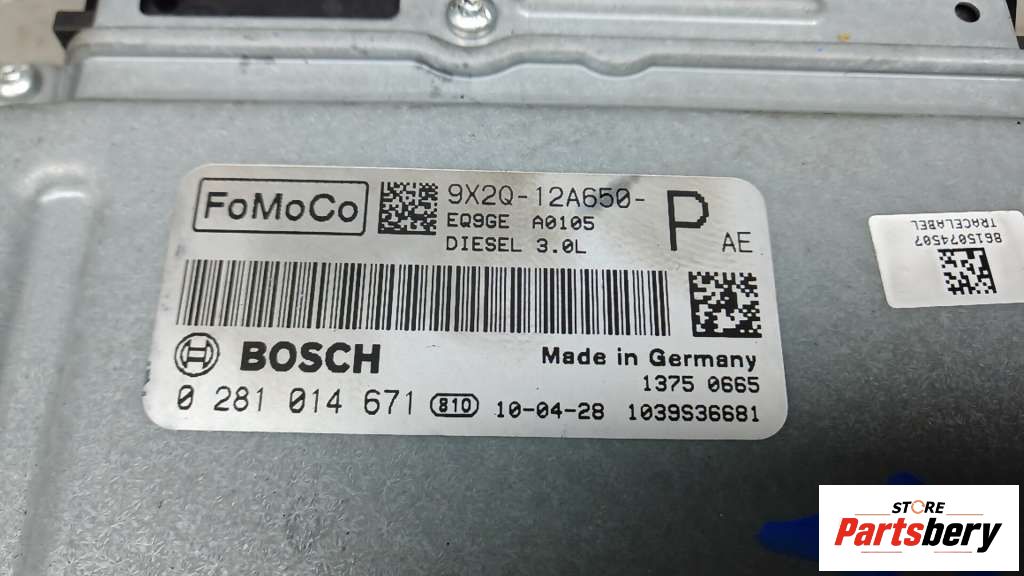 FoMoCo
9X2Q-12A650-
EQ9GE A0105
DIESEL 3.0L
P AE
BOSCH
Made in Germany
1375 0665
0 281 014 671 810 10-04-28 1039S36681
8615074507
TRACELABEL
STORE
Partsbery